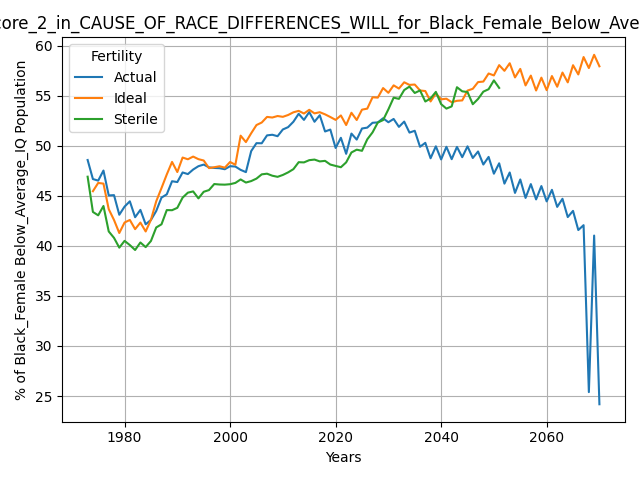 core_2_in_CAUSE_OF_RACE_DIFFERENCES_WILL_for_Black_Female_Below_Ave
Fertility
Actual
Ideal
Sterile
% of Black_Female Below_Average_IQ Population
60
55
50
45
40
35
30
25
1980
2000
2020
2040
2060
Years